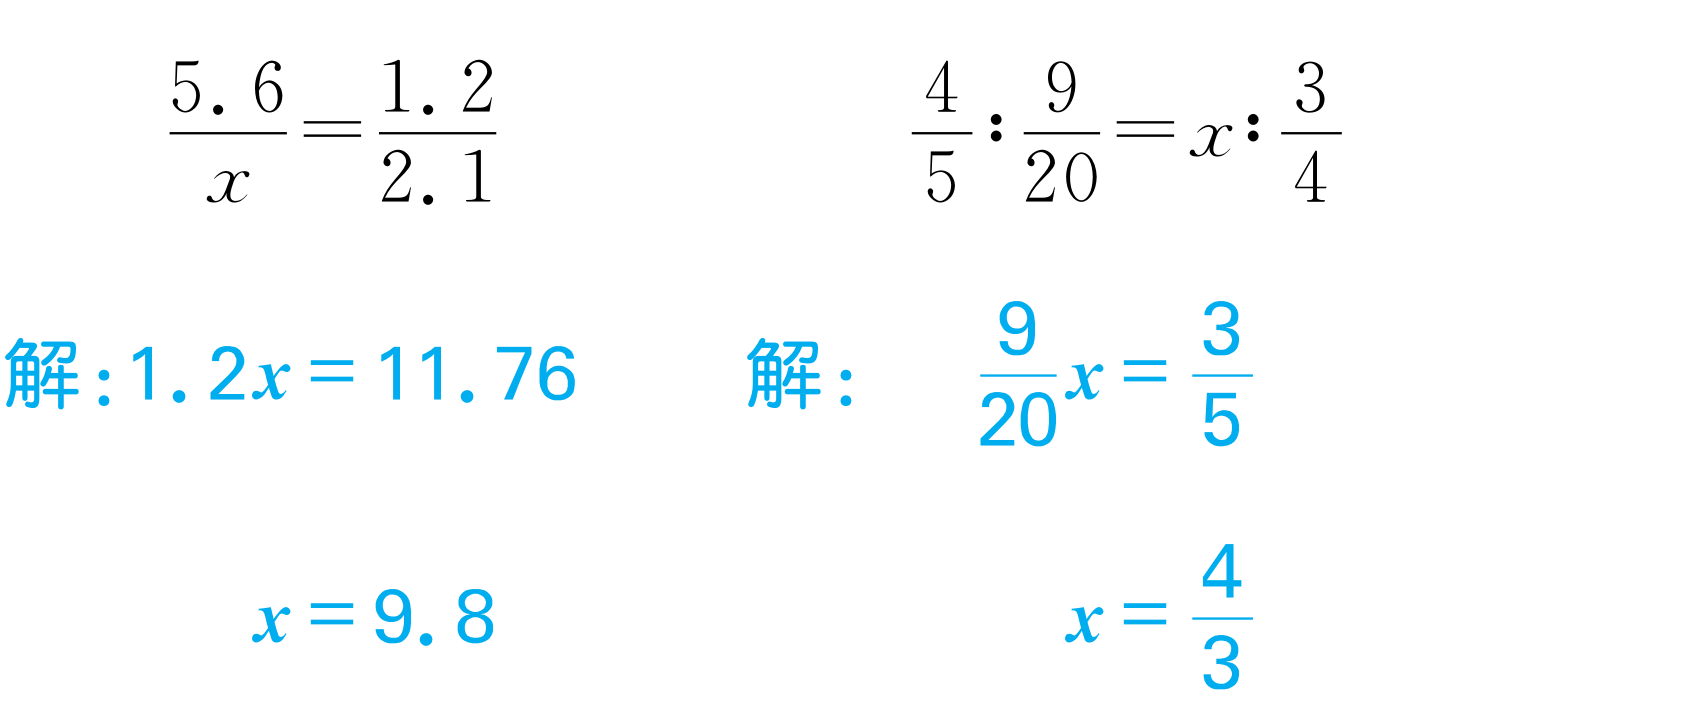 5.6/x=1.2/2.1
4/5:9/20=x:3/4
解:1.2x=11.76
解: 9/20x=3/5
x=9.8
x=4/3